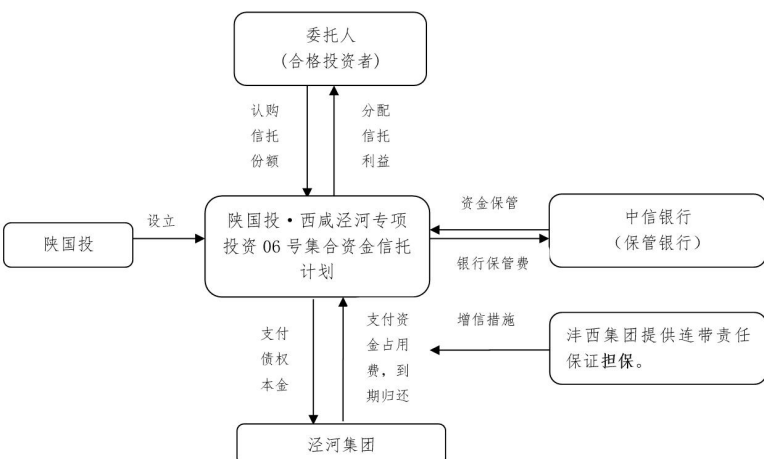 委托人
(合格投资者)
认购
信托
份额
分配
信托
利益
陕国投
设立
陕国投·西咸泾河专项
投资 06 号集合资金信托
计划
资金保管
银行保管费
中信银行
（保管银行）
支付
债权
本金
支付资
金占用
费，到
期归还
增信措施
沣西集团提供连带责任
保证担保。
泾河集团